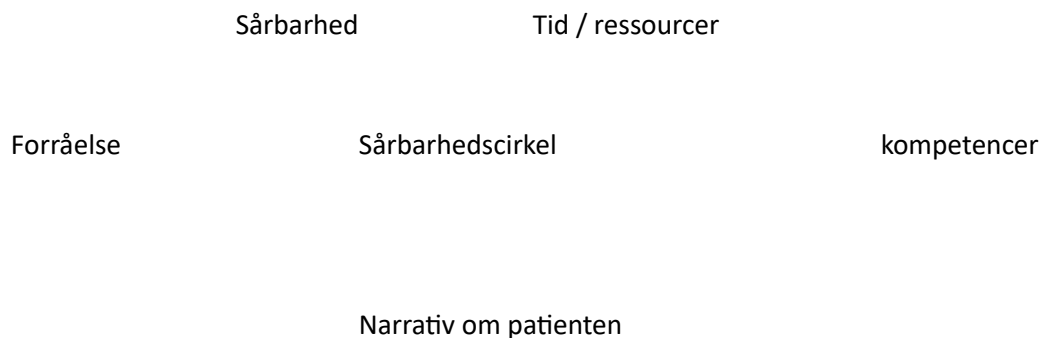 Sårbarhed Tid / ressourcer
Forråelse Sårbarhedscirkel kompetencer
Narrativ om patienten